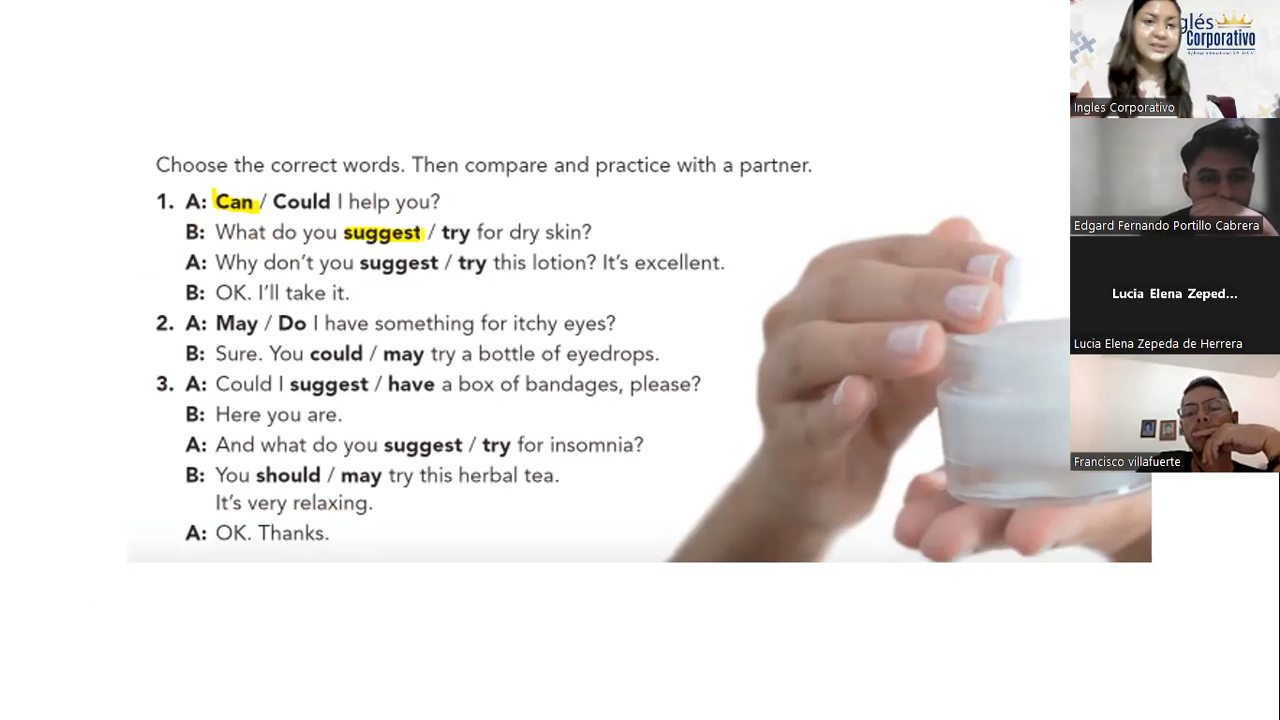 Choose the correct words. Then compare and practice with a partner.
1. A: Can / Could I help you?
B: What do you suggest / try for dry skin?
A: Why don't you suggest / try this lotion? It's excellent.
B: OK. I'll take it.
2. A: May / Do I have something for itchy eyes?
B: Sure. You could / may try a bottle of eyedrops.
3. A: Could I suggest / have a box of bandages, please?
B: Here you are.
A: And what do you suggest / try for insomnia?
B: You should / may try this herbal tea.
It's very relaxing.
A: OK. Thanks.
glés
Corporativo
Ingles Corporativo
Edgard Fernando Portillo Cabrera
Lucia Elena Zeped...
Lucia Elena Zepeda de Herrera
Francisco villafuerte